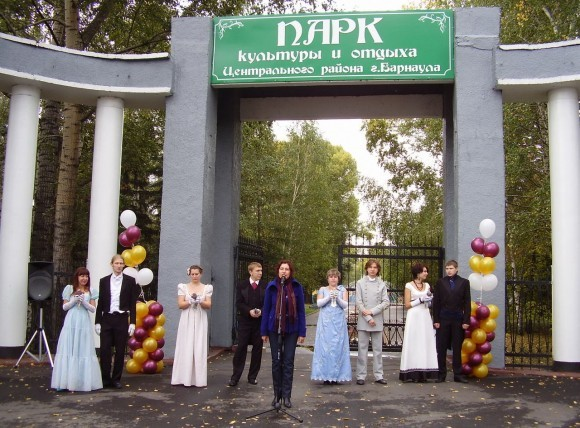 ПАРК
культуры и отдыха
Центрального района г.Барнаула